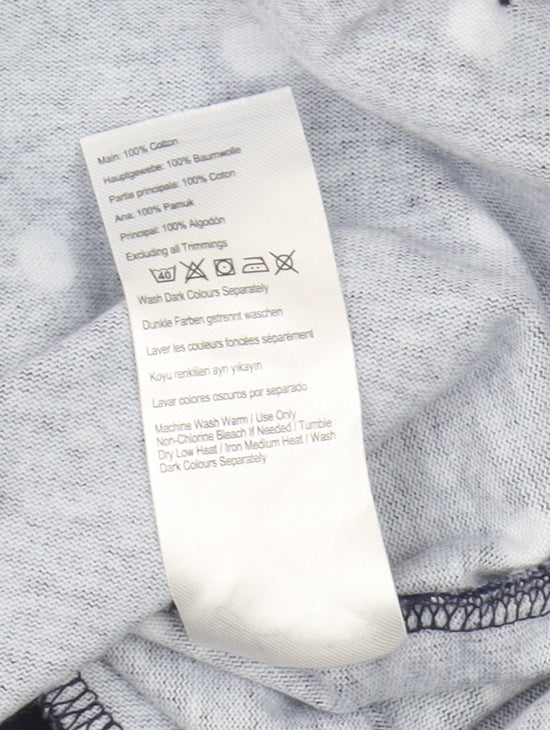 Main: 100% Cotton
Hauptgewebe: 100% Baumwolle
Partie principale: 100% Coton
Ana: 100% Pamuk
Principal: 100% Algodón
Excluding all Trimmings
40
Wash Dark Colours Separately
Dunkle Farben getrennt waschen
Laver les couleurs foncées séparément
Koyu renklileri ayrı yıkayın
Lavar colores oscuros por separado
Machine Wash Warm / Use Only
Non-Chlorine Bleach If Needed / Tumble
Dry Low Heat / Iron Medium Heat / Wash
Dark Colours Separately